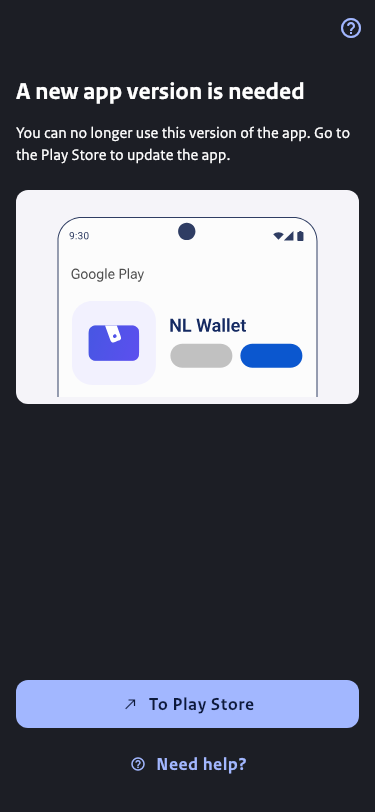 A new app version is needed
You can no longer use this version of the app. Go to
the Play Store to update the app.
9:30
Google Play
NL Wallet
To Play Store
Need help?